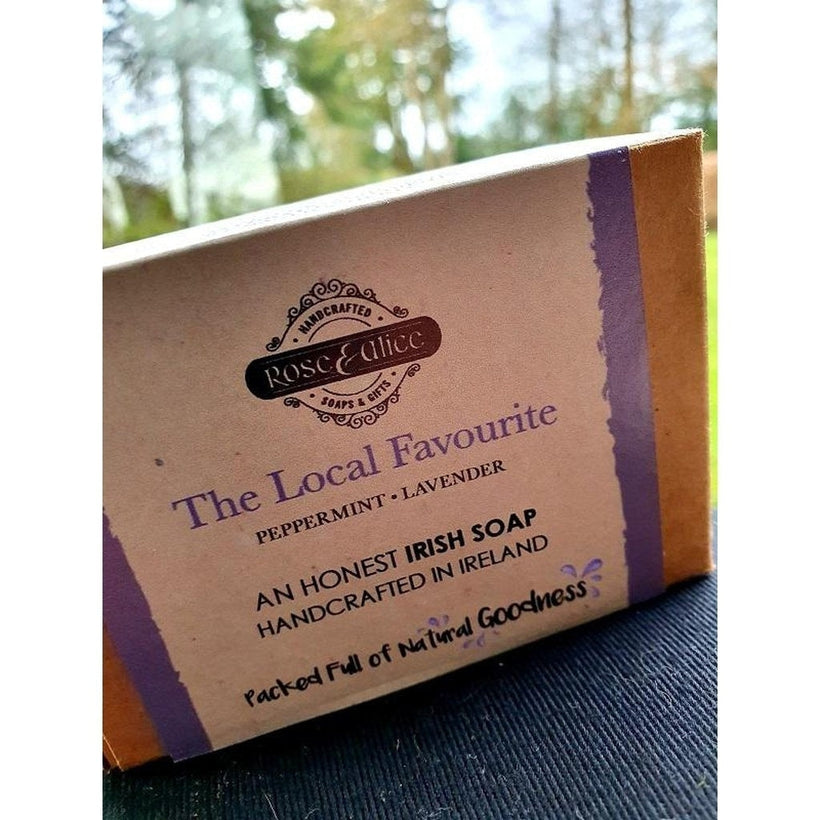 HANDCRAFTED
Rose & Alice
SOAPS & GIFTS
The Local Favourite
PEPPERMINT • LAVENDER
AN HONEST IRISH SOAP
HANDCRAFTED IN IRELAND
Packed Full of Natural Goodness